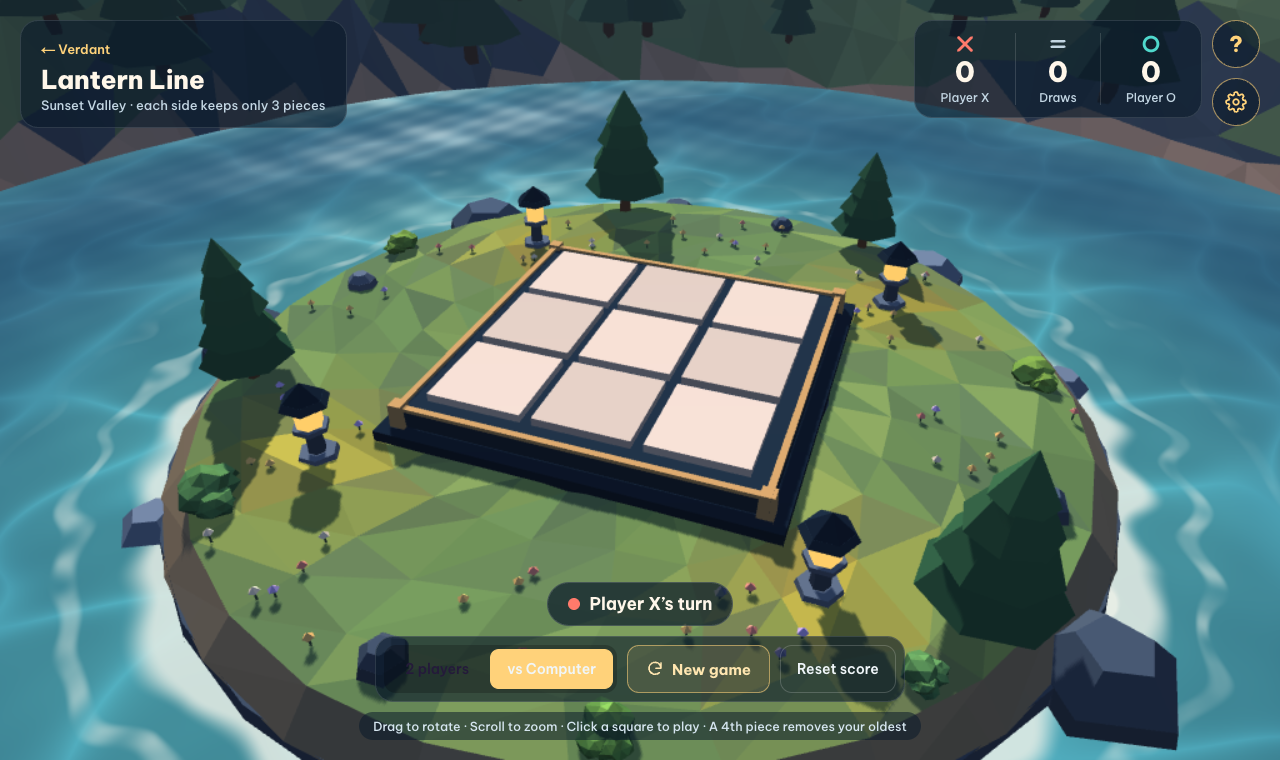 ← Verdant
Lantern Line
Sunset Valley · each side keeps only 3 pieces
0
Player X
0
Draws
0
Player O
?
Player X's turn
2 players
vs Computer
New game
Reset score
Drag to rotate · Scroll to zoom · Click a square to play · A 4th piece removes your oldest